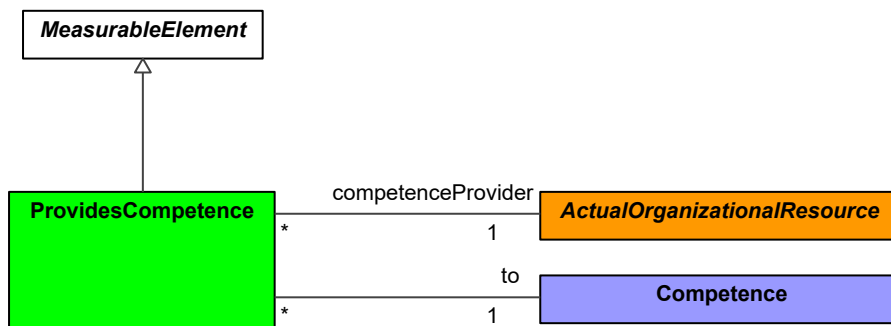 MeasurableElement
competenceProvider
ProvidesCompetence
ActualOrganizationalResource
* 1
to
Competence
* 1